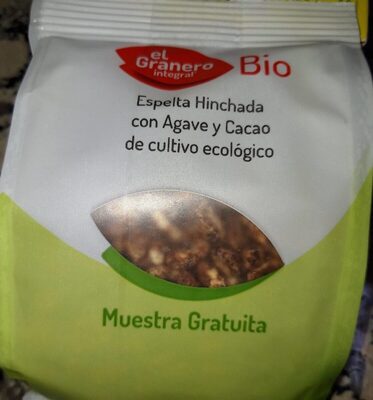 el
Granero
integral
Bio
Espelta Hinchada
con Agave y Cacao
de cultivo ecológico
Muestra Gratuita